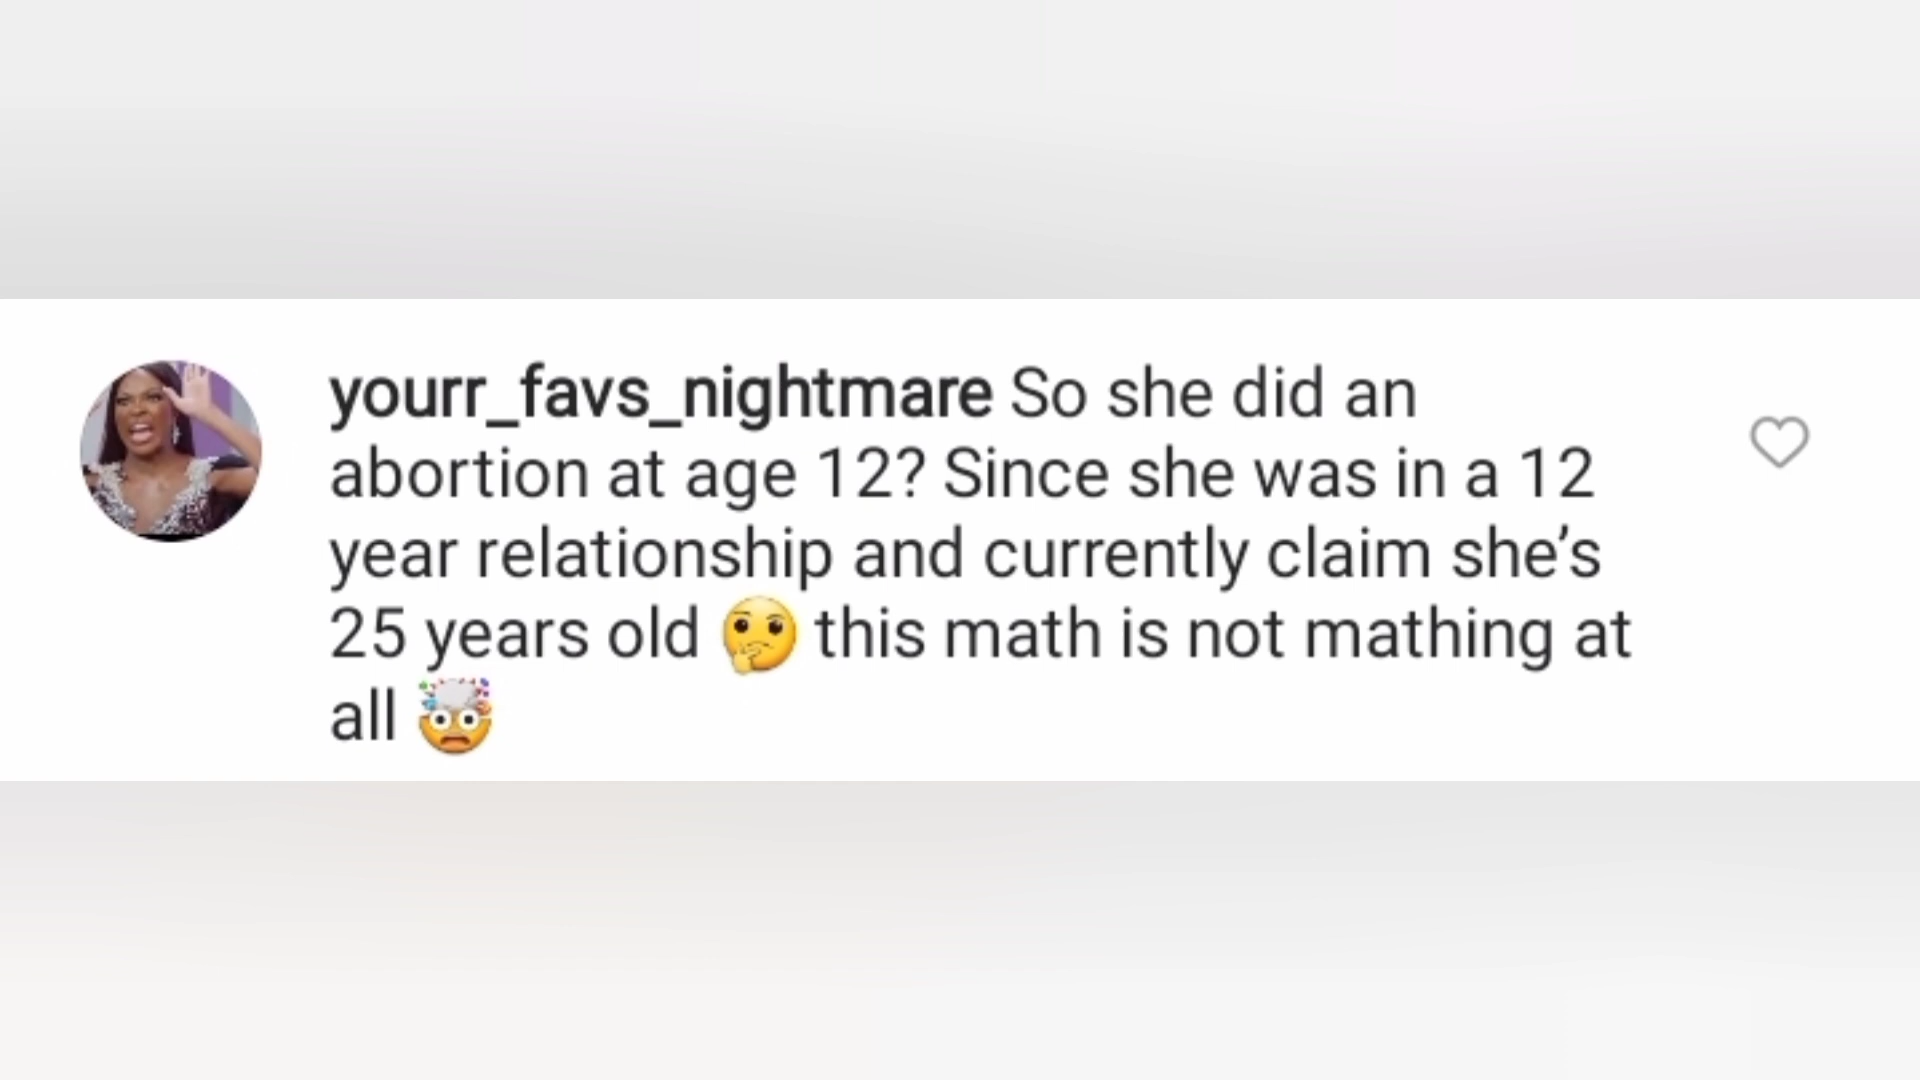 yourr_favs_nightmare So she did an
abortion at age 12? Since she was in a 12
year relationship and currently claim she’s
25 years old 🤔 this math is not mathing at
all 🤯